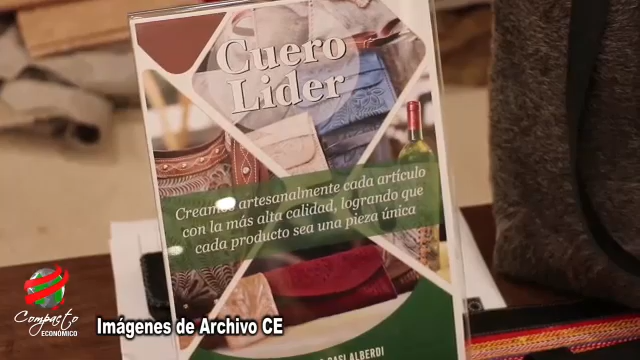 Cuero
Lider
Creamos artesanalmente cada artículo
con la más alta calidad, logrando que
cada producto sea una pieza única
ALBERDI
Compacto
ECONÓMICO
Imágenes de Archivo CE